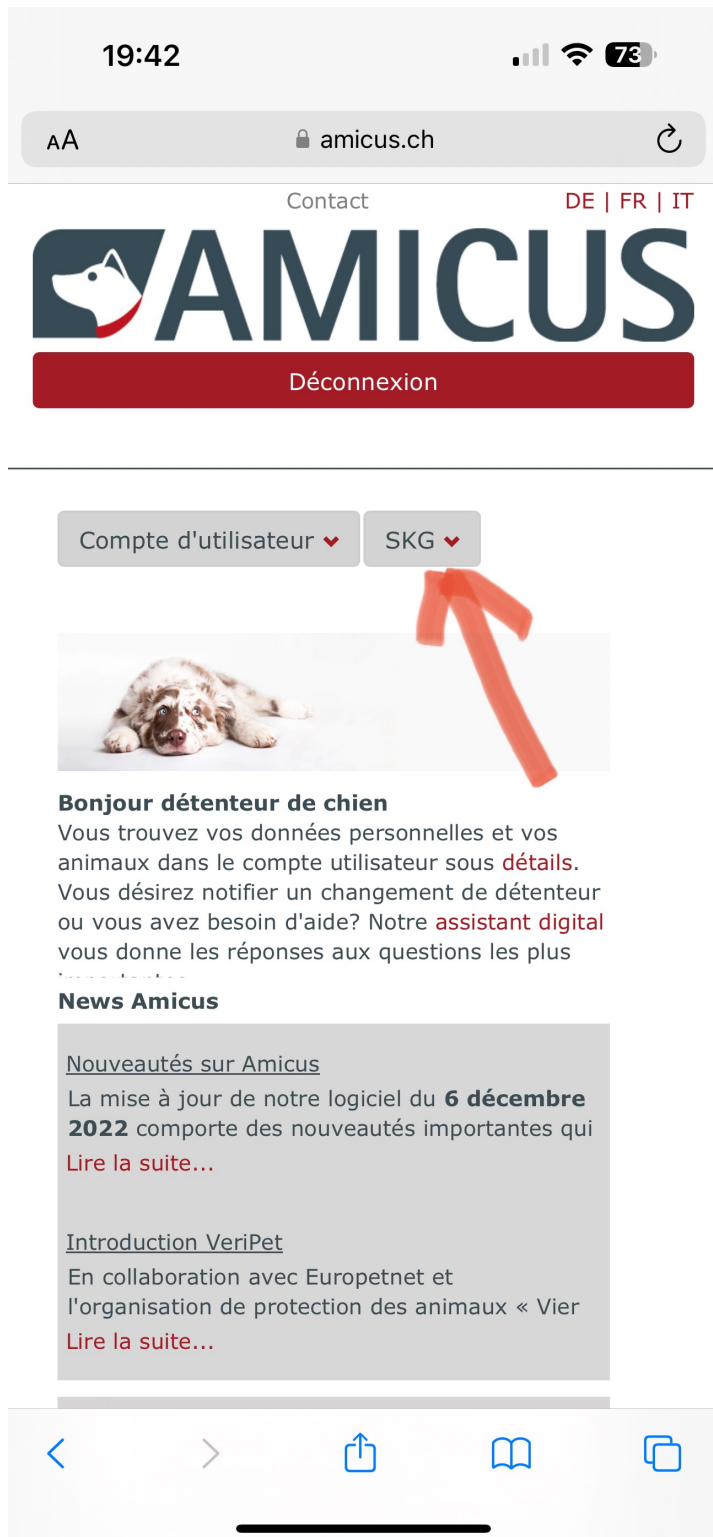 19:42
73
AA
amicus.ch
Contact
DE | FR | IT
AMICUS
Déconnexion
Compte d'utilisateur
SKG
Bonjour détenteur de chien
Vous trouvez vos données personnelles et vos
animaux dans le compte utilisateur sous détails.
Vous désirez notifier un changement de détenteur
ou vous avez besoin d'aide? Notre assistant digital
vous donne les réponses aux questions les plus
News Amicus
Nouveautés sur Amicus
La mise à jour de notre logiciel du 6 décembre
2022 comporte des nouveautés importantes qui
Lire la suite...
Introduction VeriPet
En collaboration avec Europetnet et
l'organisation de protection des animaux « Vier
Lire la suite...